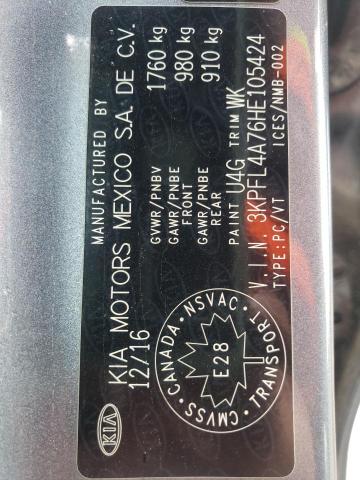 MANUFACTURED BY
KIA KIA MOTORS MEXICO S.A. DE C.V.
12/16
GVWR/PNBV 1760 kg
GAWR/PNBE FRONT 980 kg
GAWR/PNBE REAR 910 kg
PAINT U4G TRIM WK
V.I.N 3KPFL4A76HE105424
TYPE:PC/VT ICES/NMB-002
CANADA · NSVAC · TRANSPORT · CMVSS ·
E28